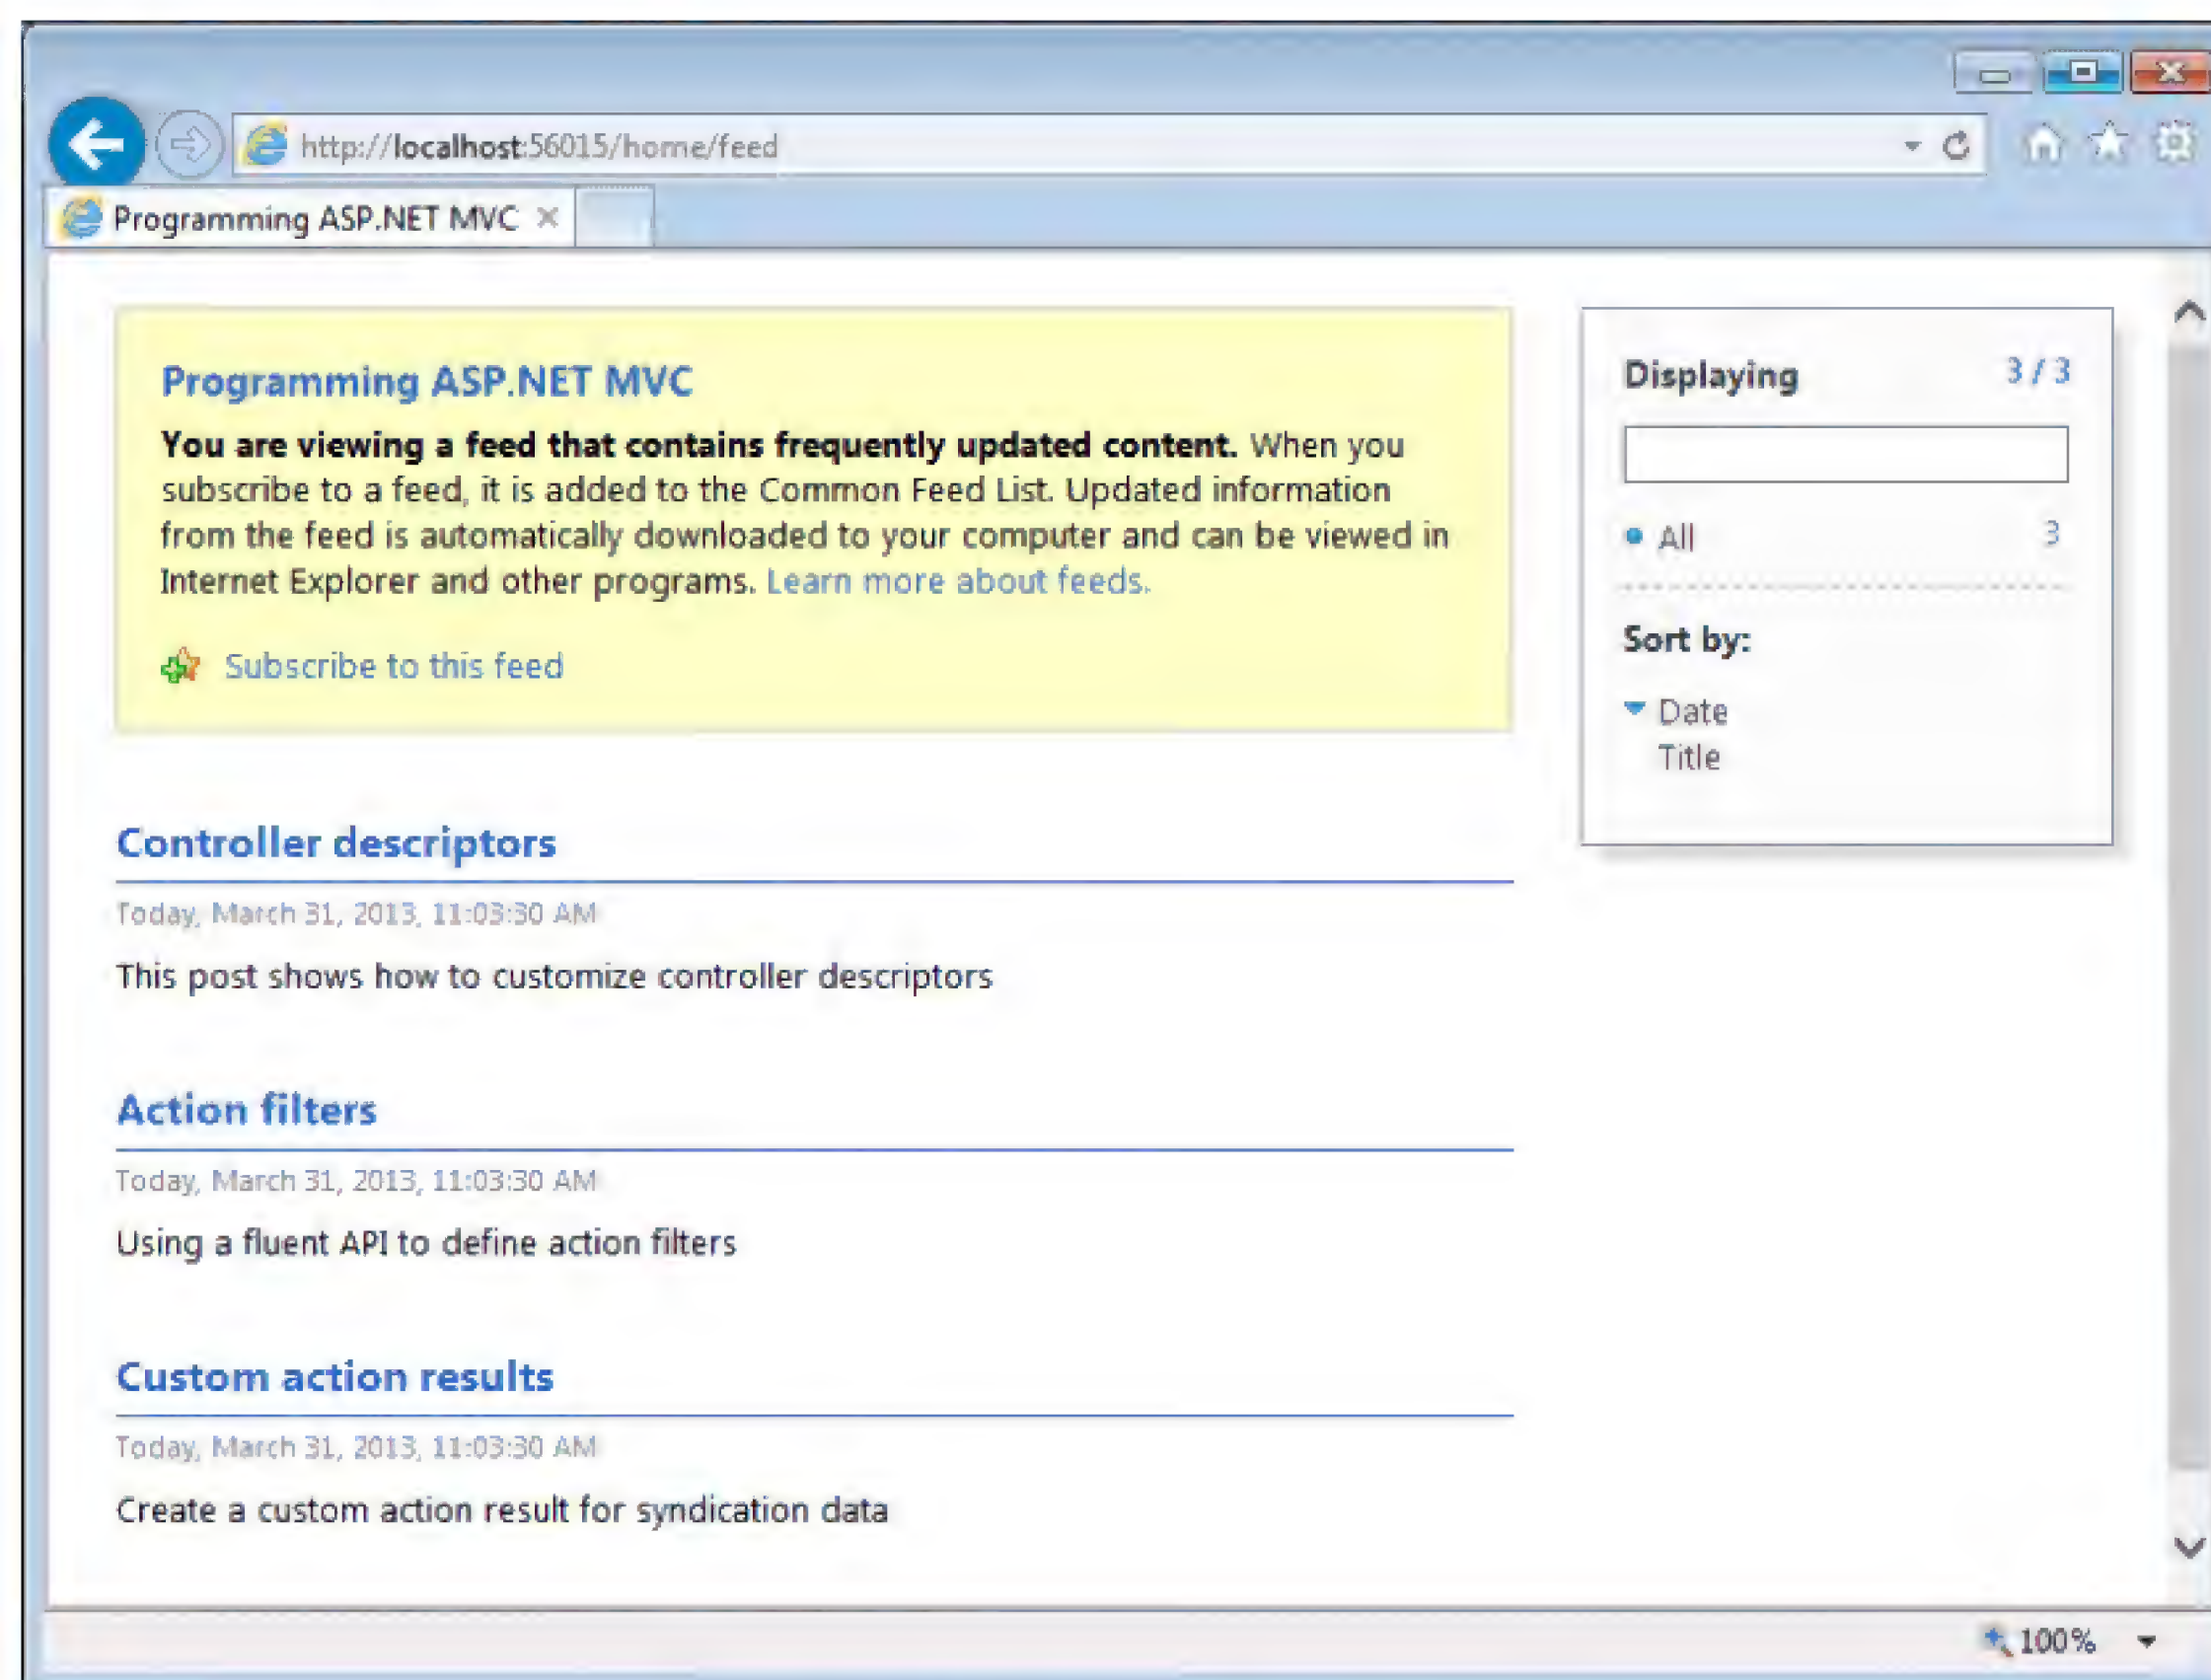 http://localhost:56015/home/feed
Programming ASP.NET MVC
Programming ASP.NET MVC
You are viewing a feed that contains frequently updated content. When you
subscribe to a feed, it is added to the Common Feed List. Updated information
from the feed is automatically downloaded to your computer and can be viewed in
Internet Explorer and other programs. Learn more about feeds.
Subscribe to this feed
Displaying 3 / 3
All 3
Sort by:
Date
Title
Controller descriptors
Today, March 31, 2013, 11:03:30 AM
This post shows how to customize controller descriptors
Action filters
Today, March 31, 2013, 11:03:30 AM
Using a fluent API to define action filters
Custom action results
Today, March 31, 2013, 11:03:30 AM
Create a custom action result for syndication data
100%